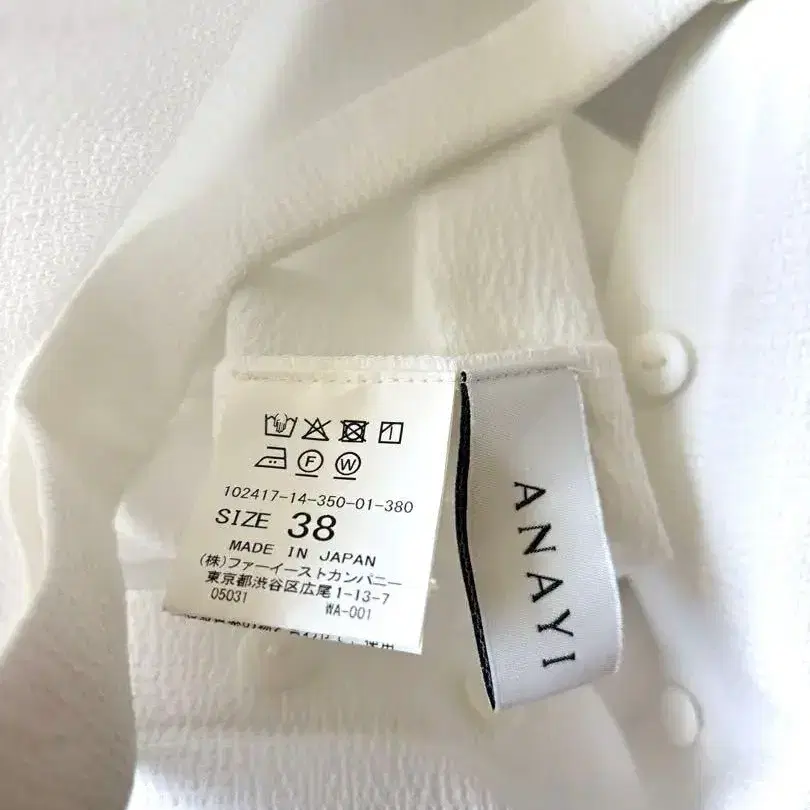 102417-14-350-01-380
SIZE 38
MADE IN JAPAN
(株)ファーイーストカンパニー
東京都渋谷区広尾1-13-7
05031 WA-001
ANAYI